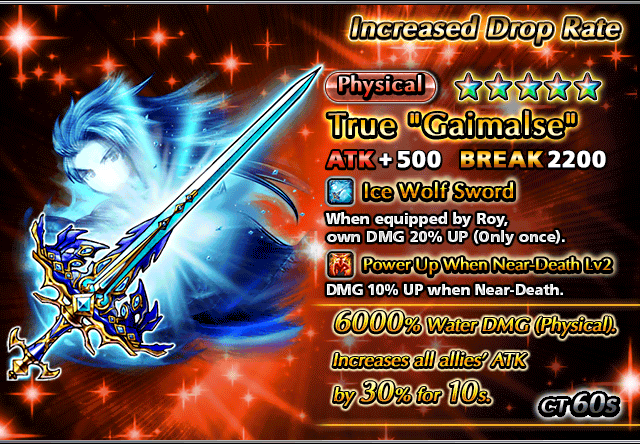 Increased Drop Rate
Physical
True "Gaimalse"
ATK+500 BREAK 2200
Ice Wolf Sword
When equipped by Roy,
own DMG 20% UP (Only once).
Power Up When Near-Death Lv2
DMG 10% UP when Near-Death.
6000% Water DMG (Physical).
Increases all allies' ATK
by 30% for 10s.
CT 60s